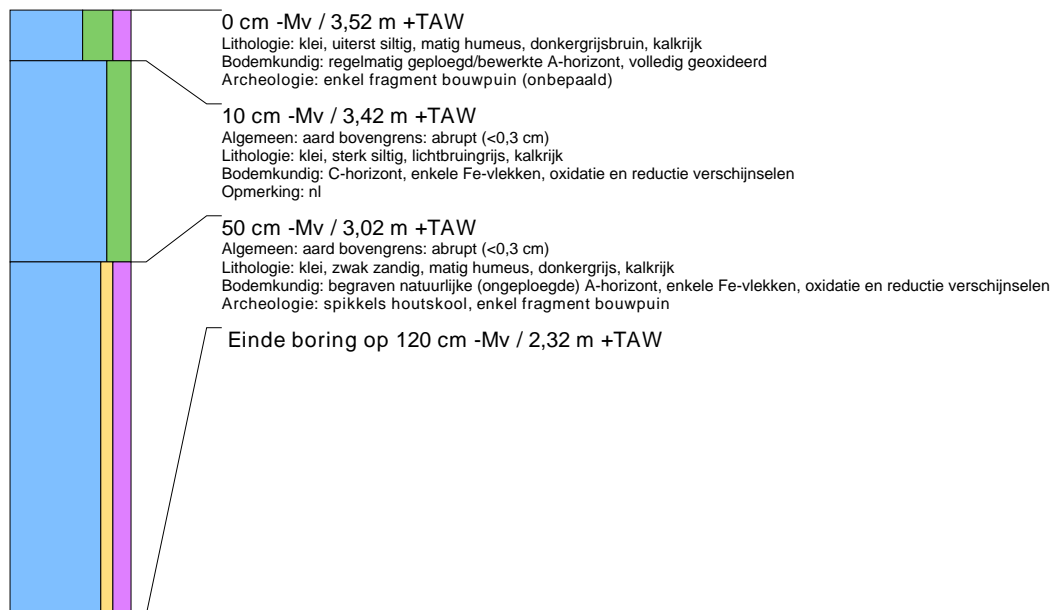 0 cm -Mv / 3,52 m +TAW
Lithologie: klei, uiterst siltig, matig humeus, donkergrijsbruin, kalkrijk
Bodemkundig: regelmatig geploegd/bewerkte A-horizont, volledig geoxideerd
Archeologie: enkel fragment bouwpuin (onbepaald)
10 cm -Mv / 3,42 m +TAW
Algemeen: aard bovengrens: abrupt (<0,3 cm)
Lithologie: klei, sterk siltig, lichtbruingrijs, kalkrijk
Bodemkundig: C-horizont, enkele Fe-vlekken, oxidatie en reductie verschijnselen
Opmerking: nl
50 cm -Mv / 3,02 m +TAW
Algemeen: aard bovengrens: abrupt (<0,3 cm)
Lithologie: klei, zwak zandig, matig humeus, donkergrijs, kalkrijk
Bodemkundig: begraven natuurlijke (ongeploegde) A-horizont, enkele Fe-vlekken, oxidatie en reductie verschijnselen
Archeologie: spikkels houtskool, enkel fragment bouwpuin
Einde boring op 120 cm -Mv / 2,32 m +TAW